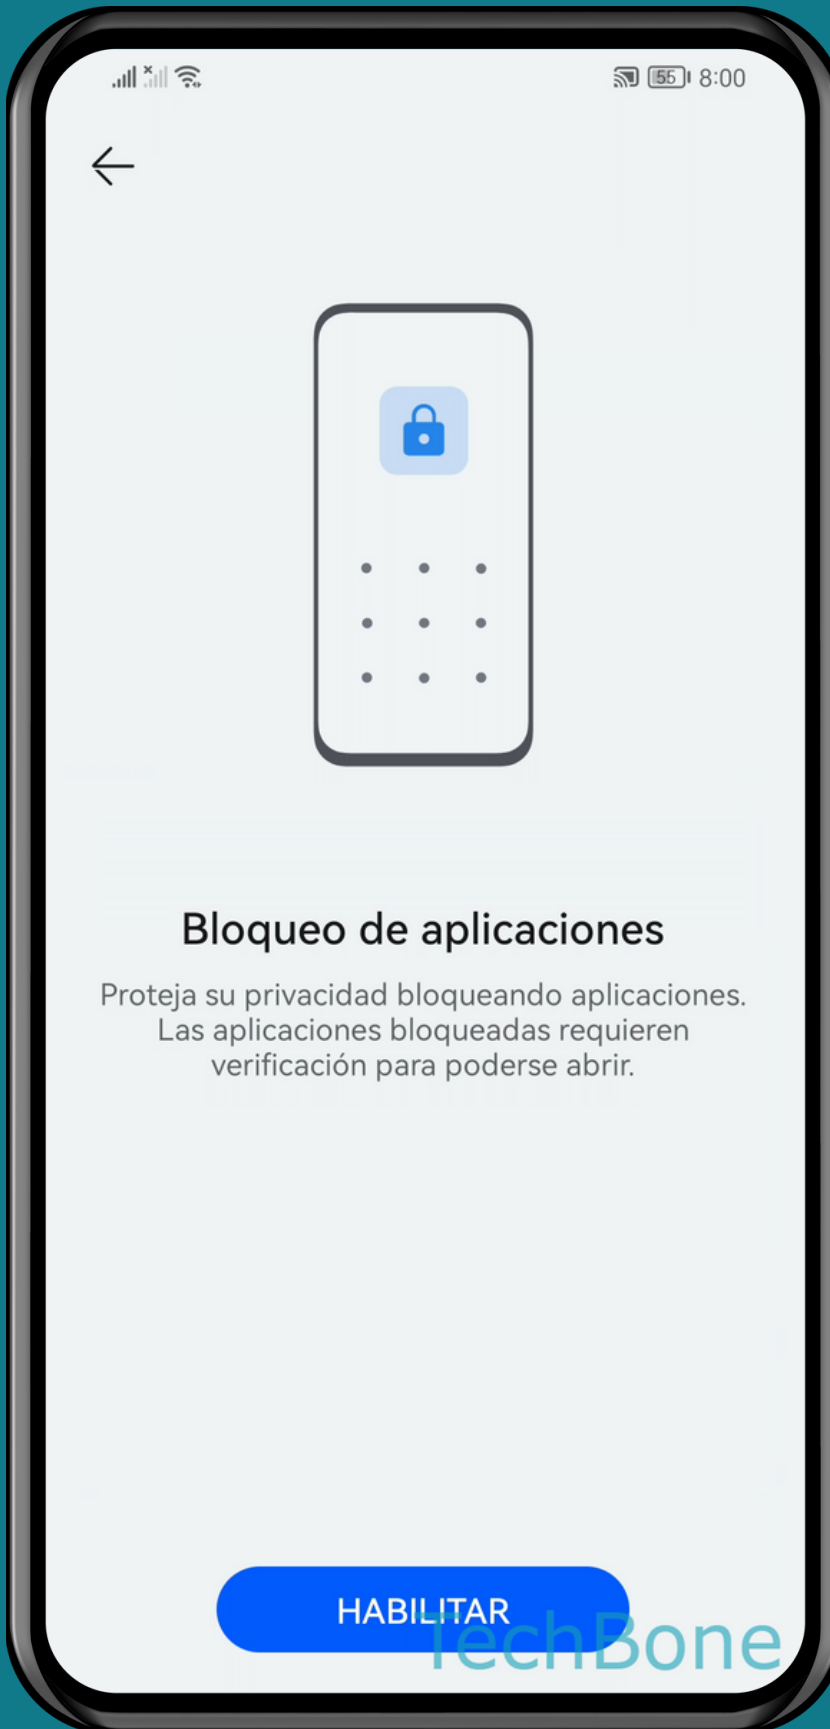 55 8:00
Bloqueo de aplicaciones
Proteja su privacidad bloqueando aplicaciones.
Las aplicaciones bloqueadas requieren
verificación para poderse abrir.
HABILITAR
TechBone